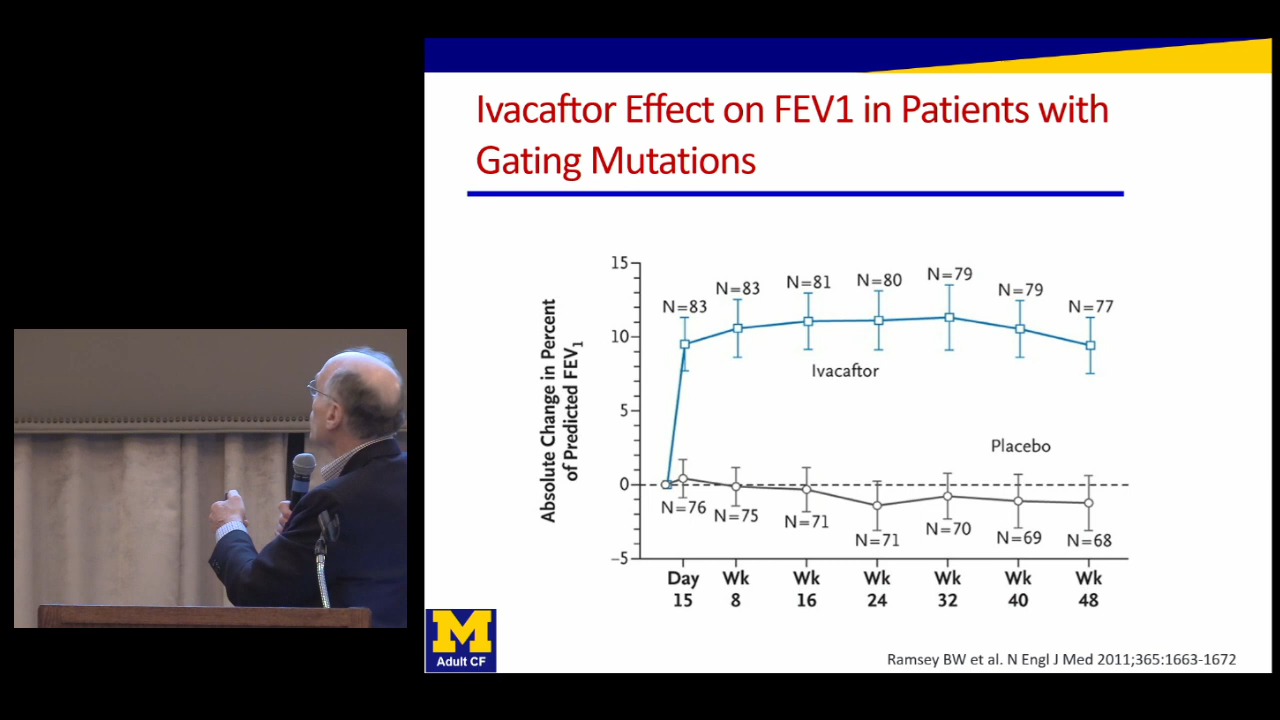 Ivacaftor Effect on FEV1 in Patients with
Gating Mutations
Absolute Change in Percent
of Predicted FEV1
15
10
5
0
-5
N=83
N=83
N=81
N=80
N=79
N=79
N=77
Ivacaftor
Placebo
N=76
N=75
N=71
N=71
N=70
N=69
N=68
Day Wk Wk Wk Wk Wk Wk
15 8 16 24 32 40 48
M
Adult CF
Ramsey BW et al. N Engl J Med 2011;365:1663-1672